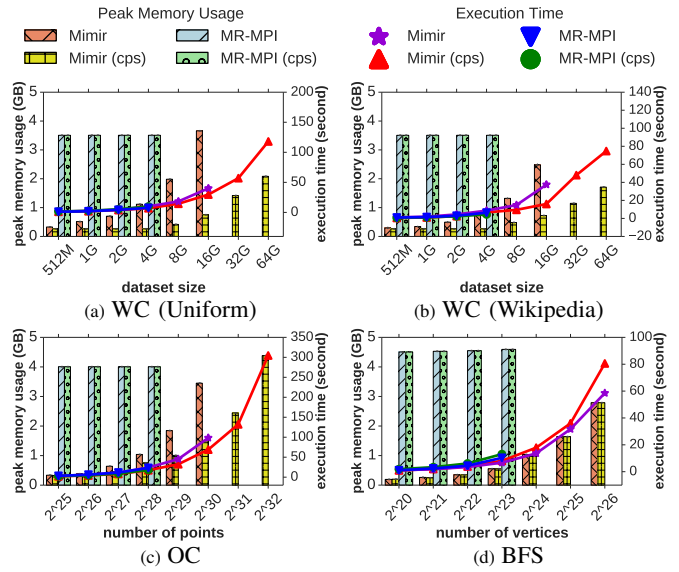 Peak Memory Usage
Execution Time
Mimir
MR-MPI
Mimir
MR-MPI
Mimir (cps)
MR-MPI (cps)
Mimir (cps)
MR-MPI (cps)
peak memory usage (GB)
5
4
3
2
1
0
200
150
100
50
0
execution time (second)
512M
1G
2G
4G
8G
16G
32G
64G
dataset size
(a) WC (Uniform)
peak memory usage (GB)
5
4
3
2
1
0
140
120
100
80
60
40
20
0
−20
execution time (second)
512M
1G
2G
4G
8G
16G
32G
64G
dataset size
(b) WC (Wikipedia)
peak memory usage (GB)
5
4
3
2
1
0
350
300
250
200
150
100
50
0
execution time (second)
2^25
2^26
2^27
2^28
2^29
2^30
2^31
2^32
number of points
(c) OC
peak memory usage (GB)
5
4
3
2
1
0
100
80
60
40
20
0
execution time (second)
2^20
2^21
2^22
2^23
2^24
2^25
2^26
number of vertices
(d) BFS